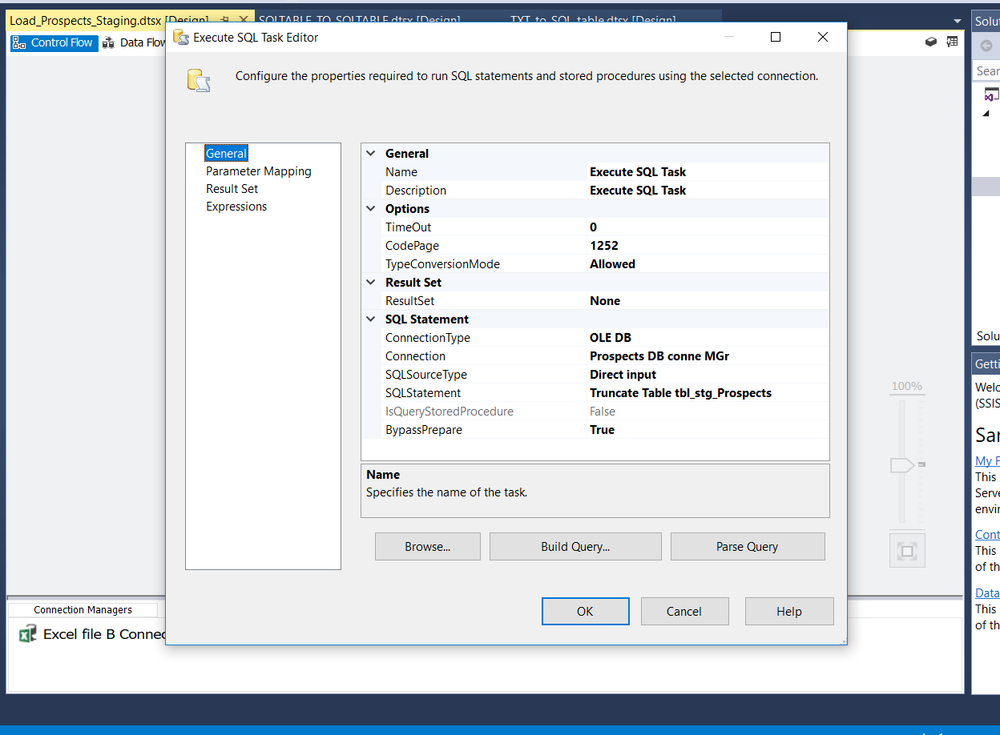 Load_Prospects_Staging.dtsx [Design]
SQLTABLE_TO_SQLTABLE.dtsx [Design]
TXT_to_SQL_table.dtsx [Design]
Control Flow
Data Flow
Execute SQL Task Editor
Configure the properties required to run SQL statements and stored procedures using the selected connection.
General
Parameter Mapping
Result Set
Expressions
General
Name Execute SQL Task
Description Execute SQL Task
Options
TimeOut 0
CodePage 1252
TypeConversionMode Allowed
Result Set
ResultSet None
SQL Statement
ConnectionType OLE DB
Connection Prospects DB conne MGr
SQLSourceType Direct input
SQLStatement Truncate Table tbl_stg_Prospects
IsQueryStoredProcedure False
BypassPrepare True
Name
Specifies the name of the task.
Browse...
Build Query...
Parse Query
OK
Cancel
Help
100%
Connection Managers
Excel file B Connec
Solut
Sear
Solu
Getti
Welc
(SSIS
Sar
My F
This
Serve
envir
Cont
This
of th
Data
This
of th